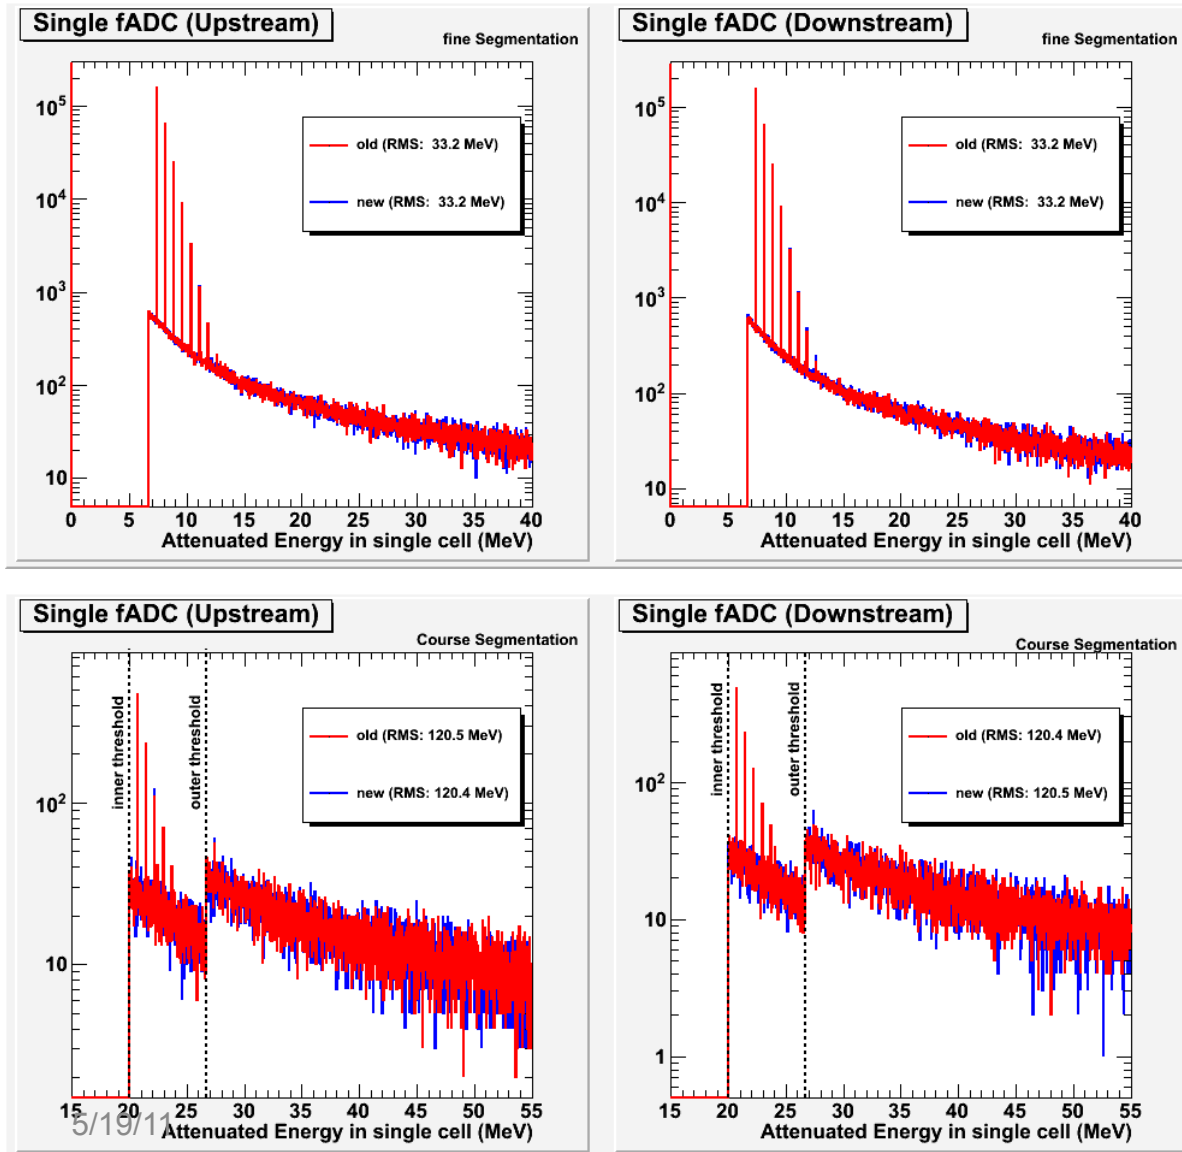 Single fADC (Upstream)
fine Segmentation
10^5
10^4
10^3
10^2
10
old (RMS:  33.2 MeV)
new (RMS:  33.2 MeV)
0 5 10 15 20 25 30 35 40
Attenuated Energy in single cell (MeV)
Single fADC (Downstream)
fine Segmentation
10^5
10^4
10^3
10^2
10
old (RMS:  33.2 MeV)
new (RMS:  33.2 MeV)
0 5 10 15 20 25 30 35 40
Attenuated Energy in single cell (MeV)
Single fADC (Upstream)
Course Segmentation
inner threshold
outer threshold
10^2
10
old (RMS: 120.5 MeV)
new (RMS: 120.4 MeV)
15 20 25 30 35 40 45 50 55
Attenuated Energy in single cell (MeV)
5/19/11
Single fADC (Downstream)
Course Segmentation
inner threshold
outer threshold
10^2
10
1
old (RMS: 120.4 MeV)
new (RMS: 120.5 MeV)
15 20 25 30 35 40 45 50 55
Attenuated Energy in single cell (MeV)